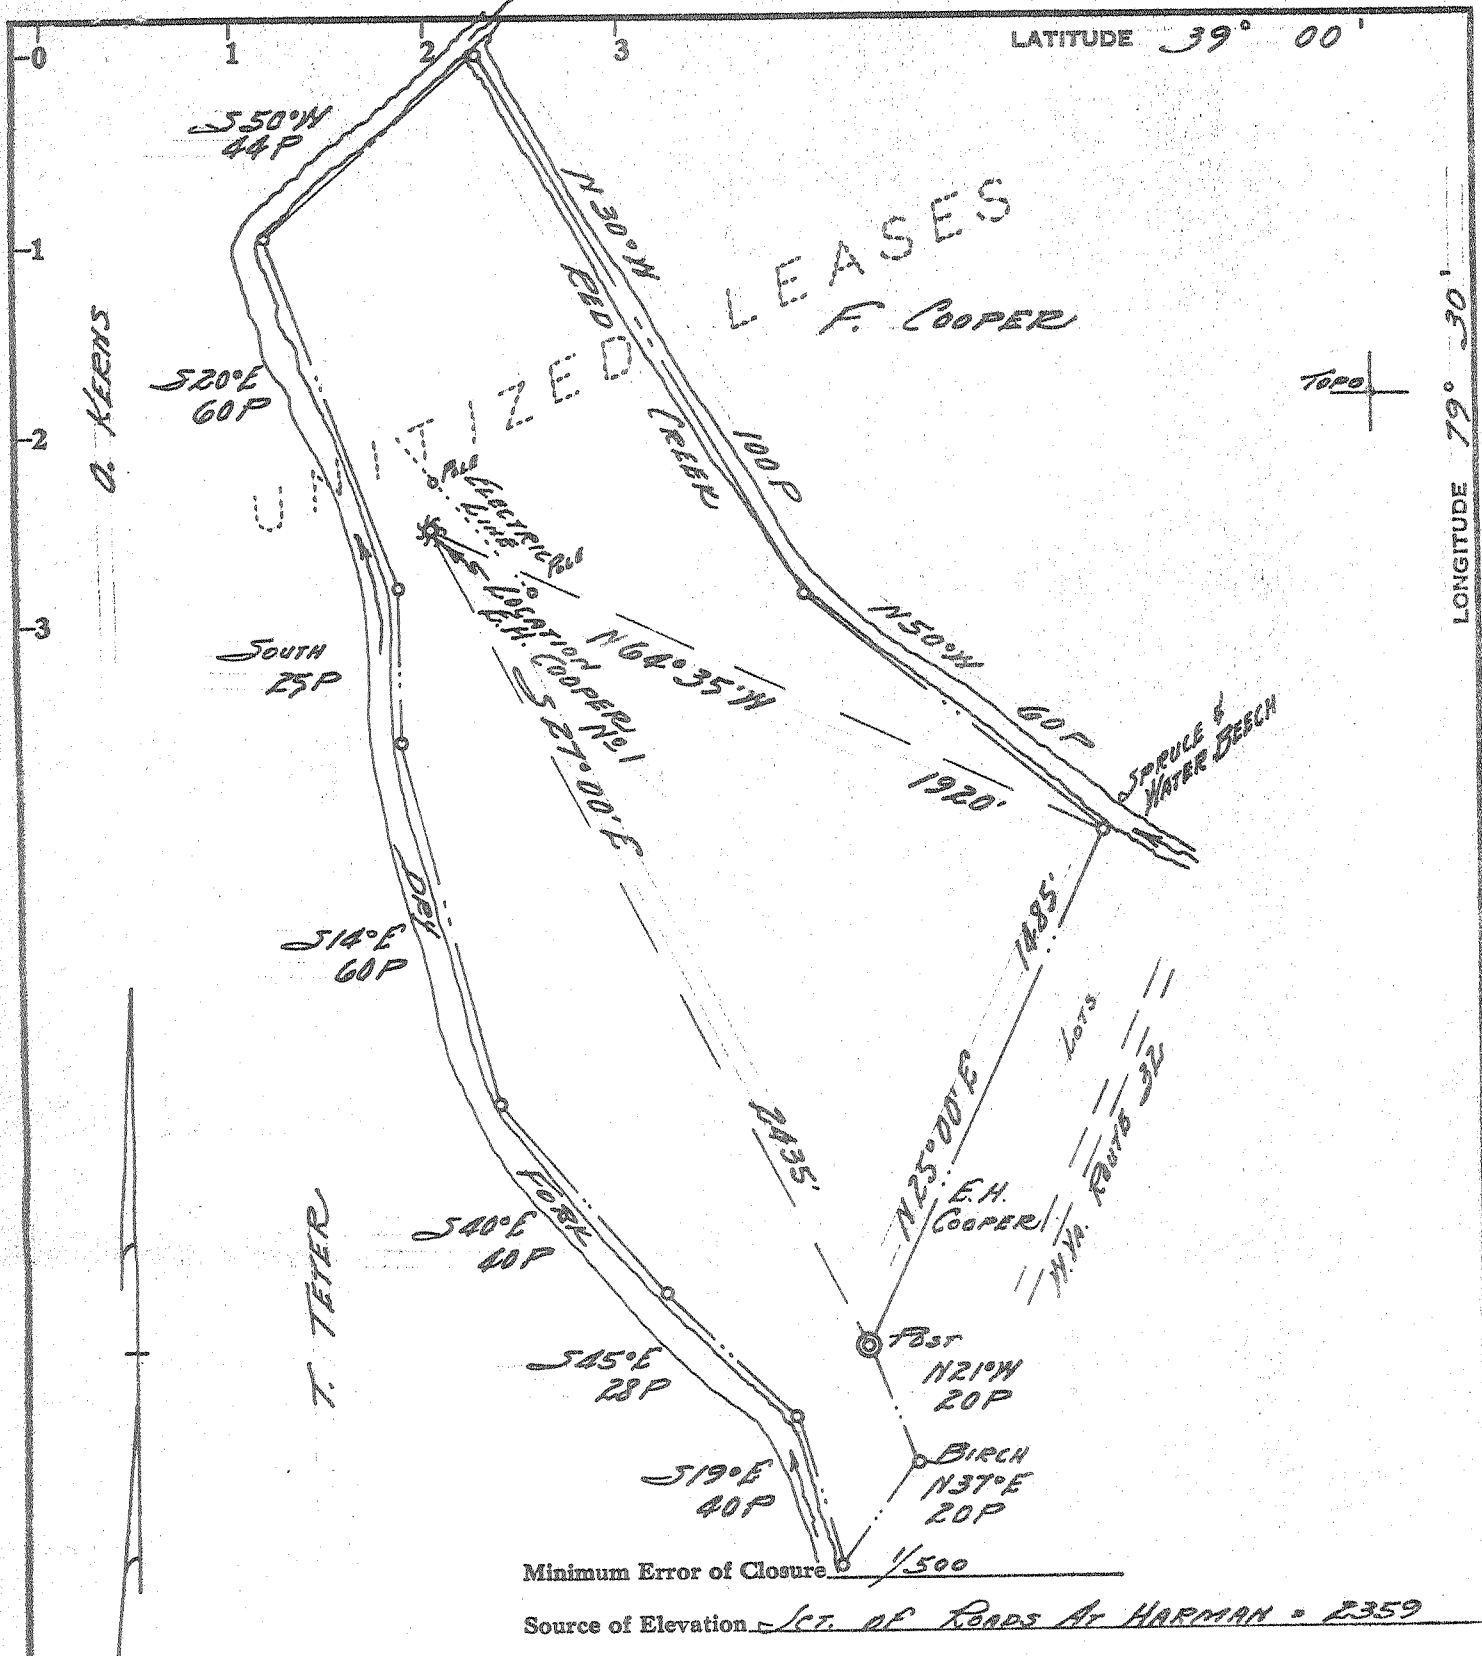 LATITUDE 39° 00'
0 1 2 3
1
2
3
LONGITUDE 79° 30'
S50°W
44P
N30°W
100P
RED CREEK
UNITIZED LEASES
F. COOPER
TOPO
O. KERNS
S20°E
60P
POLE
ELECTRIC
LINE
POLE
LOCATION
E.H. COOPER
No 1
N64°35'W
1920'
N50°W
60P
SPRUCE &
WATER BEECH
SOUTH
25P
S27°00'E
2435'
DRY FORK
S14°E
60P
1485'
N25°00'E
LOTS
W.VA. ROUTE 32
E.H.
COOPER
S40°E
40P
T. TETER
POST
N21°W
20P
S45°E
28P
BIRCH
N37°E
20P
S19°E
40P
Minimum Error of Closure 1/500
Source of Elevation JCT. OF ROADS AT HARMAN = 2359